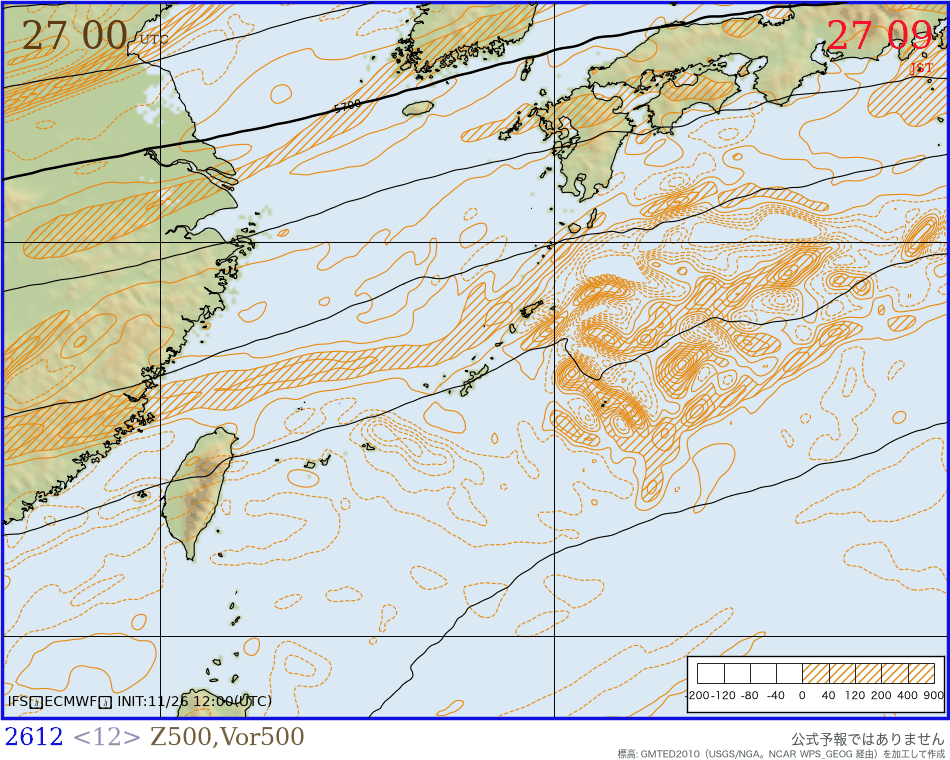 27 00 UTC
27 09
JST
5700
IFS ECMWF INIT:11/26 12:00(UTC)
-200 -120 -80 -40 0 40 120 200 400 900
2612 <12> Z500,Vor500
公式予報ではありません
標高: GMTED2010（USGS/NGA。NCAR WPS_GEOG 経由）を加工して作成